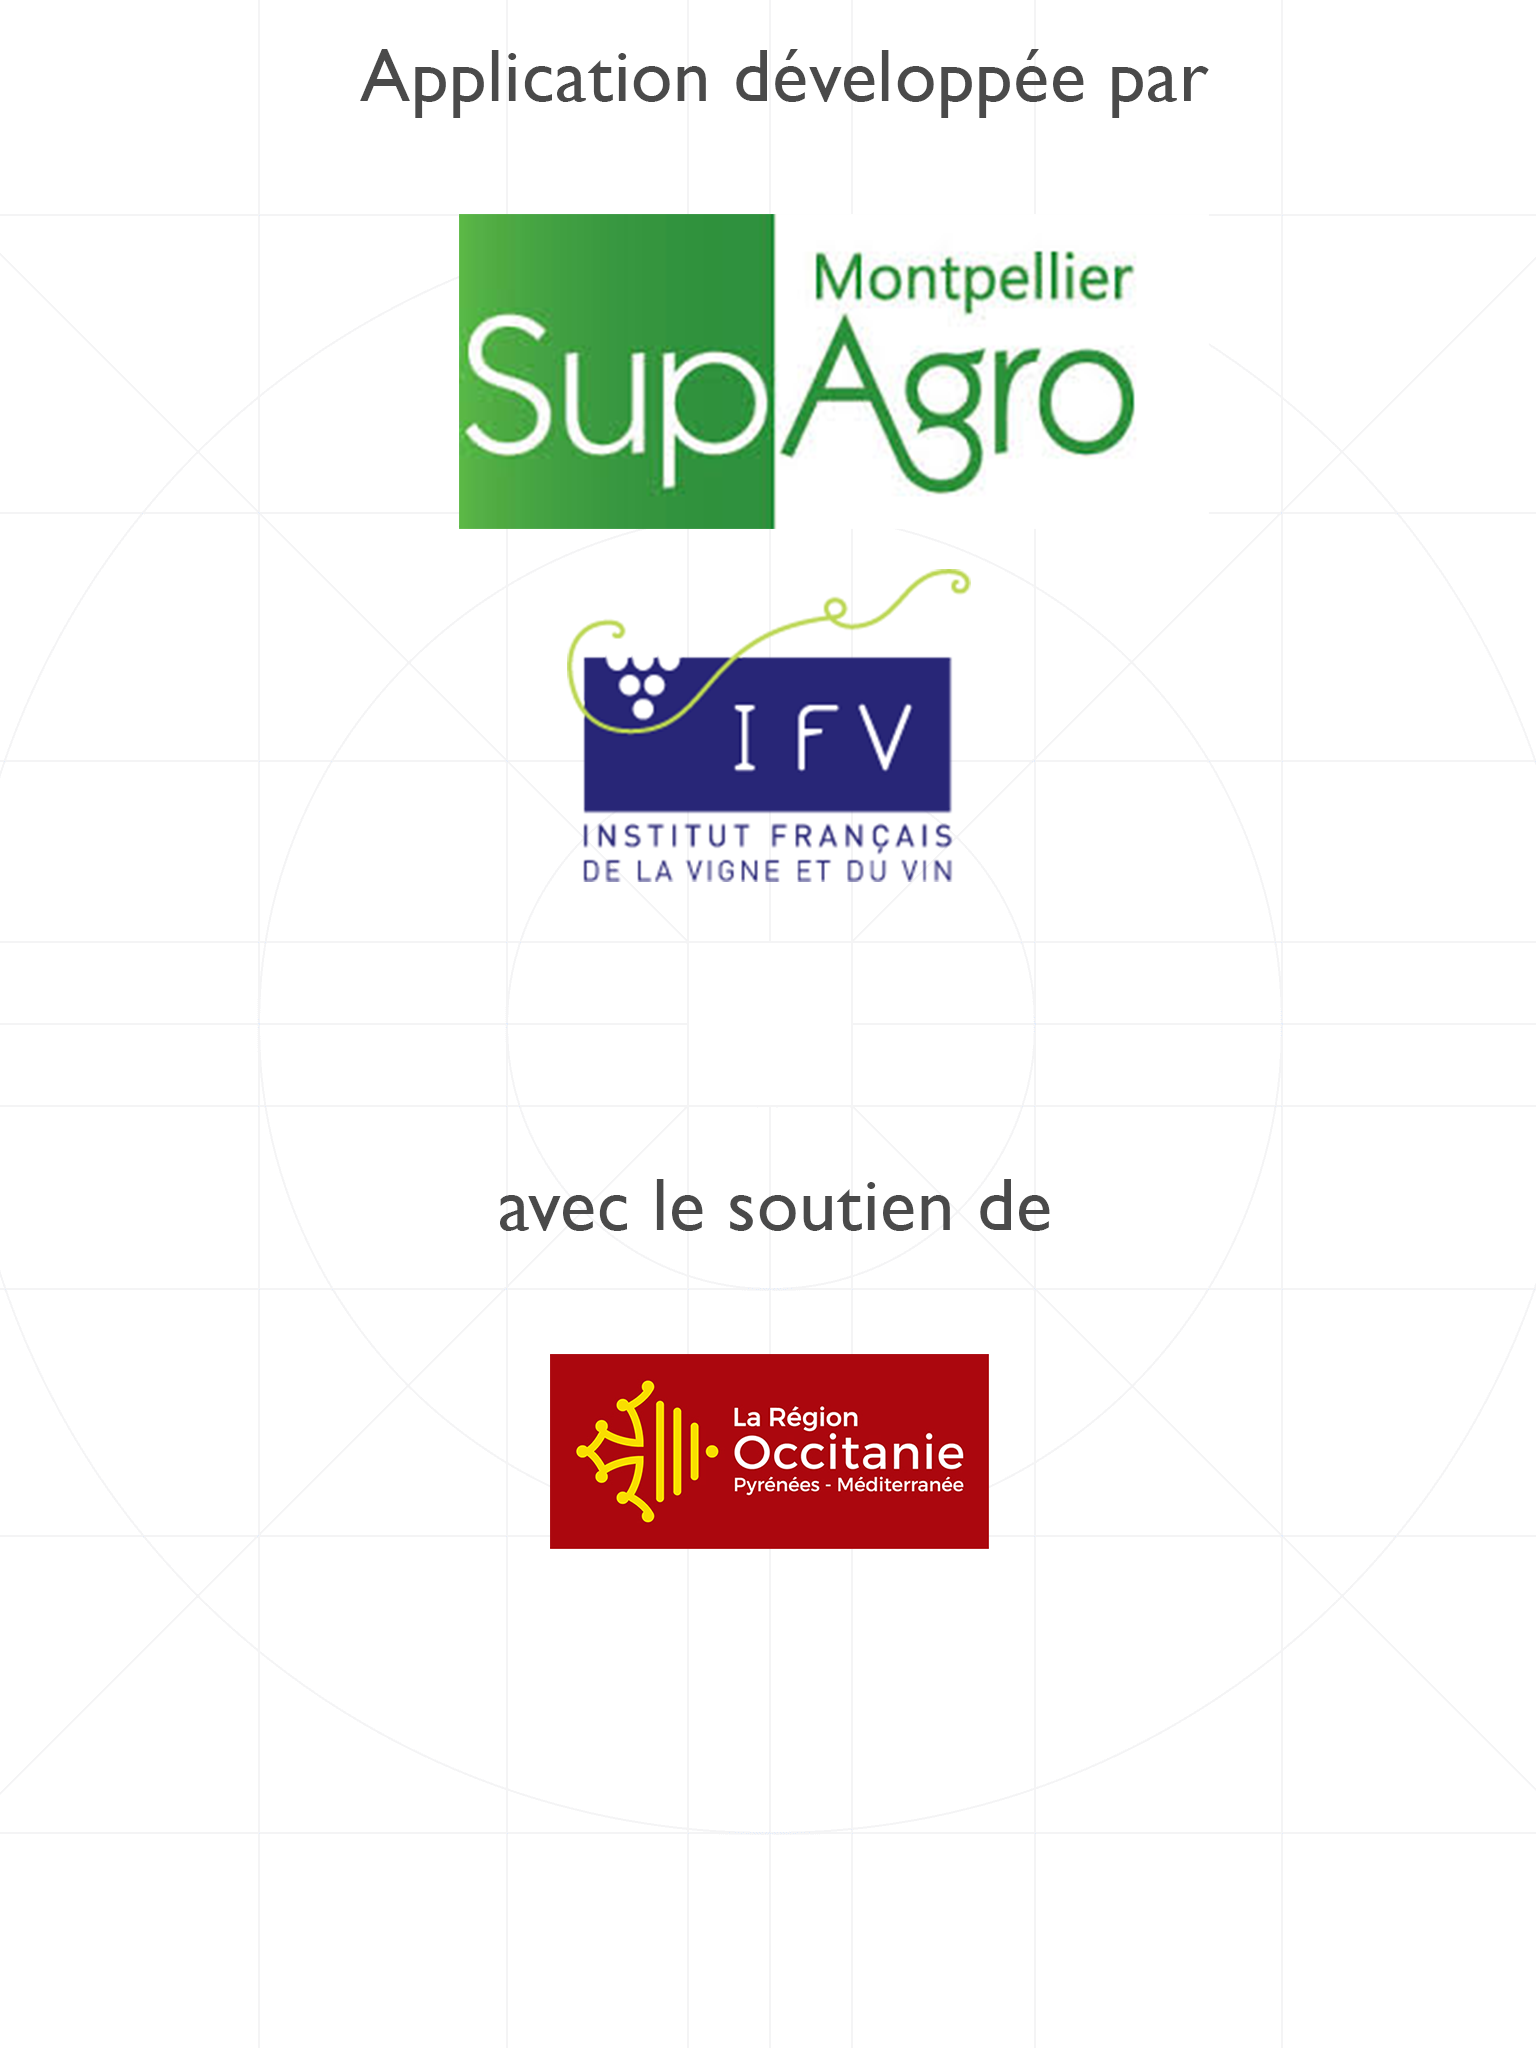 Application développée par
Montpellier
SupAgro
IFV
INSTITUT FRANÇAIS
DE LA VIGNE ET DU VIN
avec le soutien de
La Région
Occitanie
Pyrénées - Méditerranée